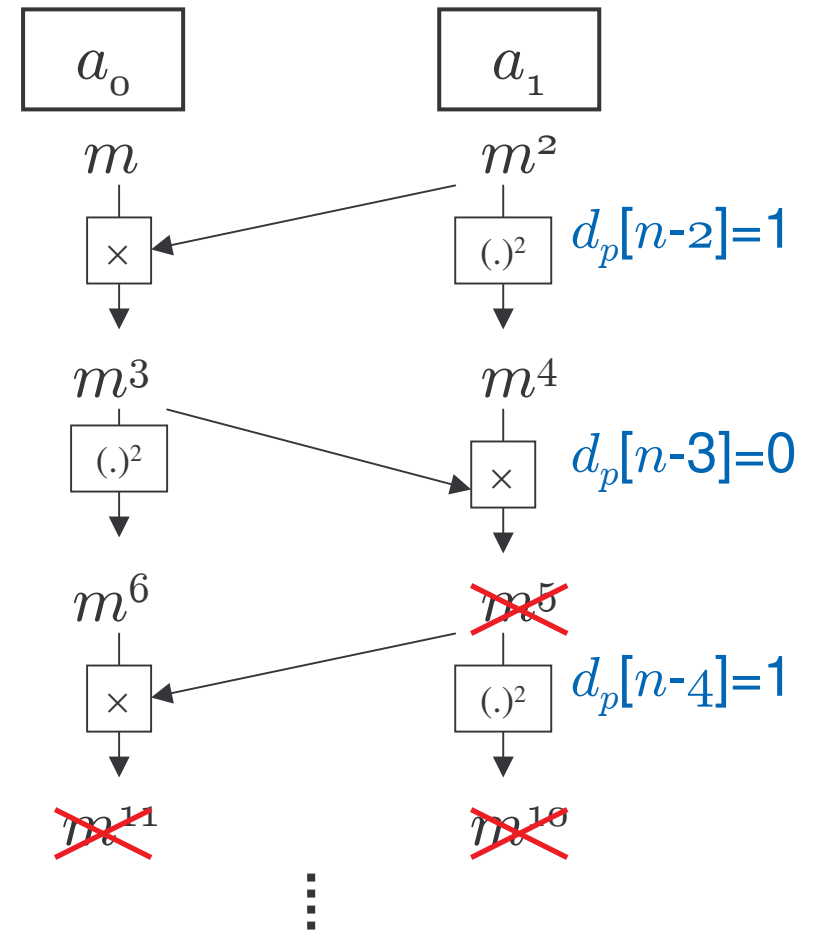 a₀ a₁
m m²
× (.)² dₚ[n-2]=1
m³ m⁴
(.)² × dₚ[n-3]=0
m⁶ m⁵
× (.)² dₚ[n-4]=1
m¹¹ m¹⁰